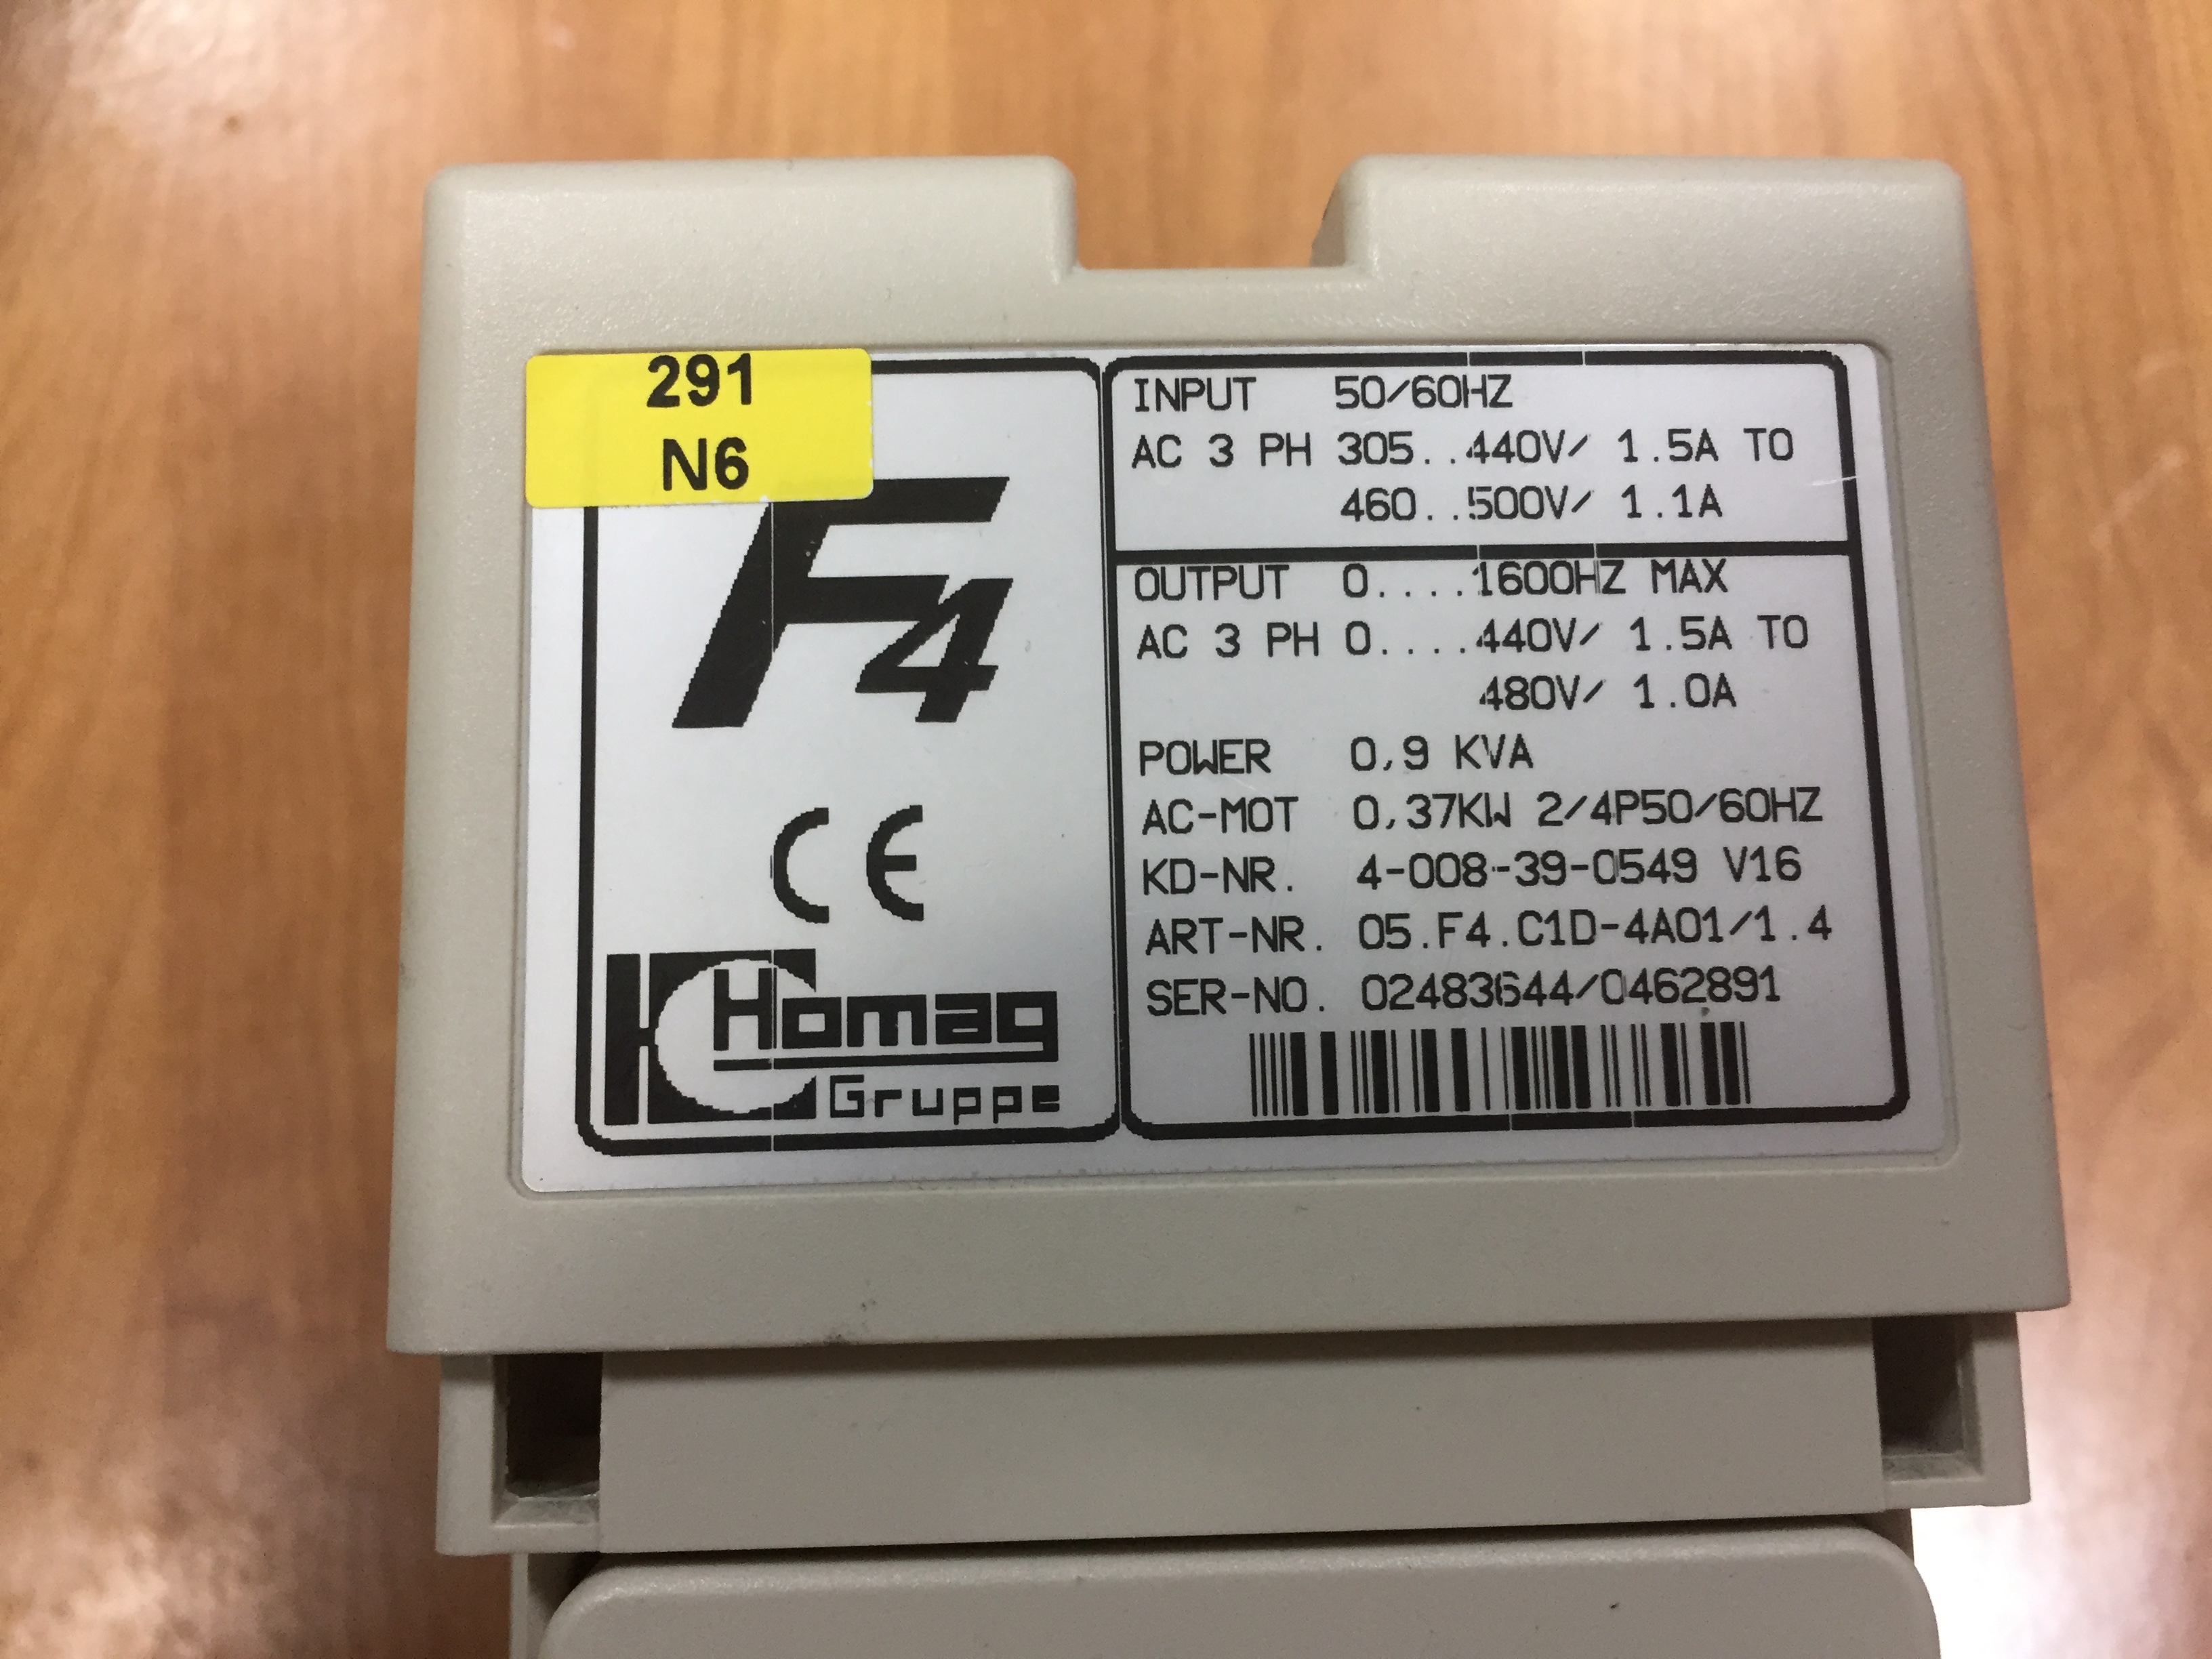 291
N6
F4
CE
Homag
Gruppe
INPUT 50/60HZ
AC 3 PH 305..440V/ 1.5A TO
460..500V/ 1.1A
OUTPUT 0....1600HZ MAX
AC 3 PH 0....440V/ 1.5A TO
480V/ 1.0A
POWER 0,9 KVA
AC-MOT 0,37KW 2/4P50/60HZ
KD-NR. 4-008-39-0549 V16
ART-NR. 05.F4.C1D-4A01/1.4
SER-NO. 02483644/0462891